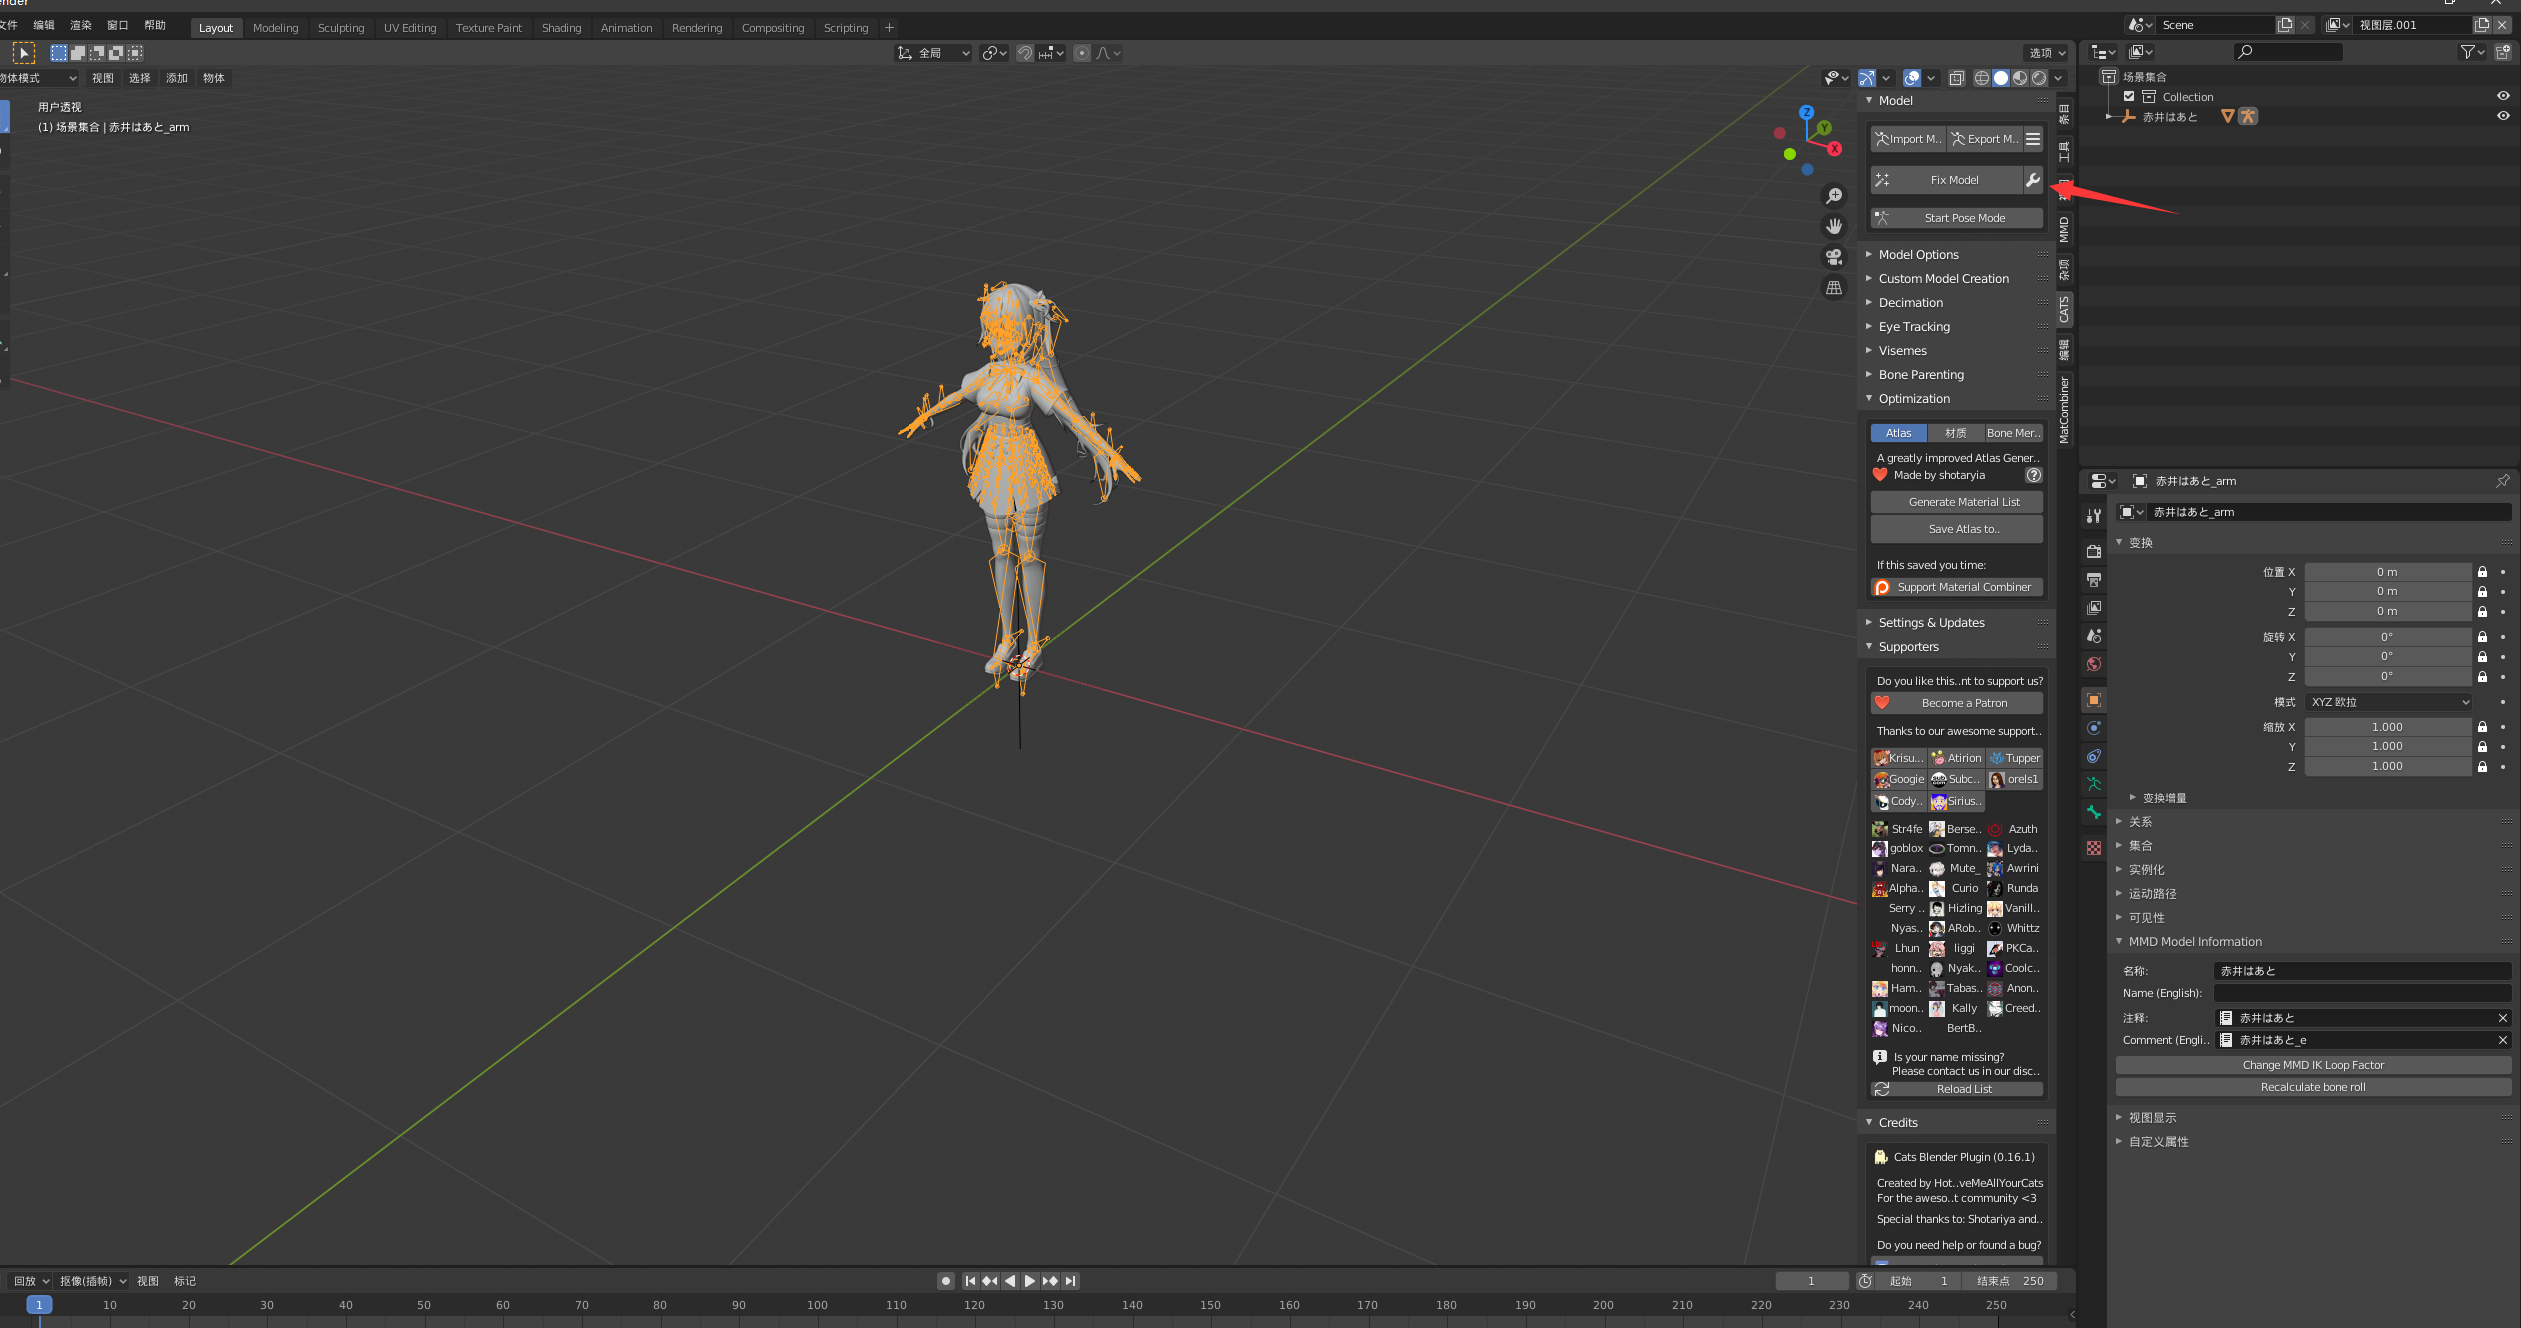 ender
文件 编辑 渲染 窗口 帮助 Layout Modeling Sculpting UV Editing Texture Paint Shading Animation Rendering Compositing Scripting +
Scene 视图层.001
全局 选项
物体模式 视图 选择 添加 物体
用户透视
(1) 场景集合 | 赤井はあと_arm
Z
Y
X
Model
Import M.. Export M..
Fix Model
Start Pose Mode
Model Options
Custom Model Creation
Decimation
Eye Tracking
Visemes
Bone Parenting
Optimization
Atlas 材质 Bone Mer..
A greatly improved Atlas Gener..
Made by shotaryia
Generate Material List
Save Atlas to..
If this saved you time:
Support Material Combiner
Settings & Updates
Supporters
Do you like this..nt to support us?
Become a Patron
Thanks to our awesome support..
Krisu... Atirion Tupper
Googie Subc.. orels1
Cody.. Sirius..
Str4fe Berse.. Azuth
goblox Tomn.. Lyda..
Nara.. Mute_ Awrini
Alpha.. Curio Runda
Serry .. Hizling Vanill..
Nyas.. ARob.. Whittz
Lhun liggi PKCa..
honn.. Nyak.. Coolc..
Ham.. Tabas.. Anon..
moon.. Kally Creed..
Nico.. BertB..
Is your name missing?
Please contact us in our disc..
Reload List
Credits
Cats Blender Plugin (0.16.1)
Created by Hot..veMeAllYourCats
For the aweso..t community <3
Special thanks to: Shotariya and..
Do you need help or found a bug?
条目
工具
MMD
杂项
CATS
编辑
MatCombiner
场景集合
Collection
赤井はあと
赤井はあと_arm
赤井はあと_arm
变换
位置 X 0 m
Y 0 m
Z 0 m
旋转 X 0°
Y 0°
Z 0°
模式 XYZ 欧拉
缩放 X 1.000
Y 1.000
Z 1.000
变换增量
关系
集合
实例化
运动路径
可见性
MMD Model Information
名称: 赤井はあと
Name (English):
注释: 赤井はあと
Comment (Engli.. 赤井はあと_e
Change MMD IK Loop Factor
Recalculate bone roll
视图显示
自定义属性
回放 抠像(插帧) 视图 标记 1 起始 1 结束点 250
1 10 20 30 40 50 60 70 80 90 100 110 120 130 140 150 160 170 180 190 200 210 220 230 240 250